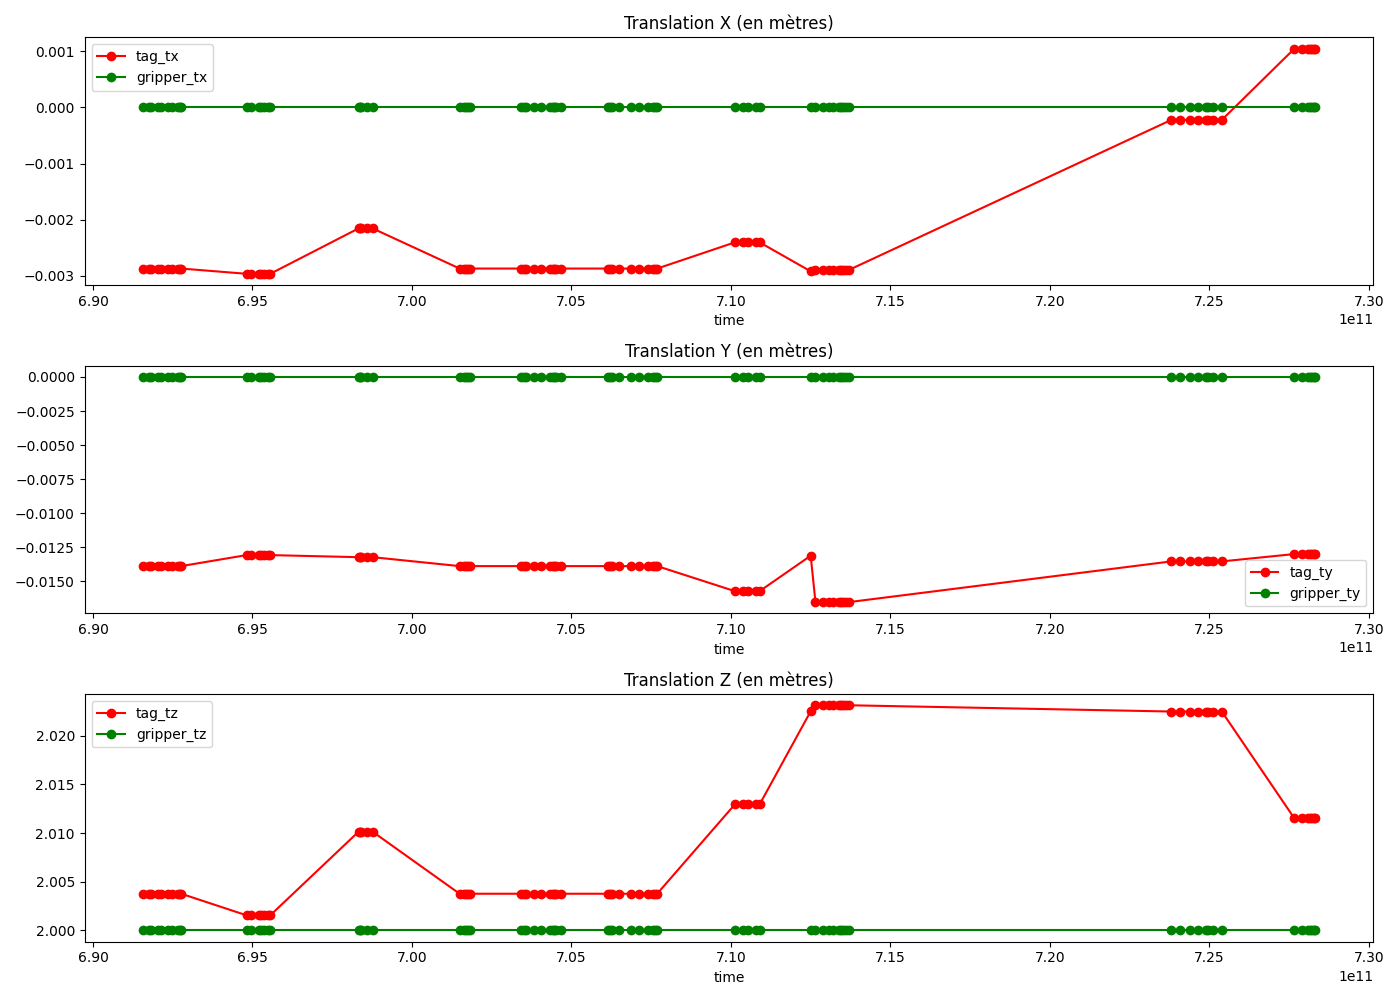 Translation X (en mètres)
tag_tx
gripper_tx
0.001
0.000
−0.001
−0.002
−0.003
6.90 6.95 7.00 7.05 7.10 7.15 7.20 7.25 7.30
time
1e11
Translation Y (en mètres)
0.0000
−0.0025
−0.0050
−0.0075
−0.0100
−0.0125
−0.0150
tag_ty
gripper_ty
6.90 6.95 7.00 7.05 7.10 7.15 7.20 7.25 7.30
time
1e11
Translation Z (en mètres)
tag_tz
gripper_tz
2.020
2.015
2.010
2.005
2.000
6.90 6.95 7.00 7.05 7.10 7.15 7.20 7.25 7.30
time
1e11